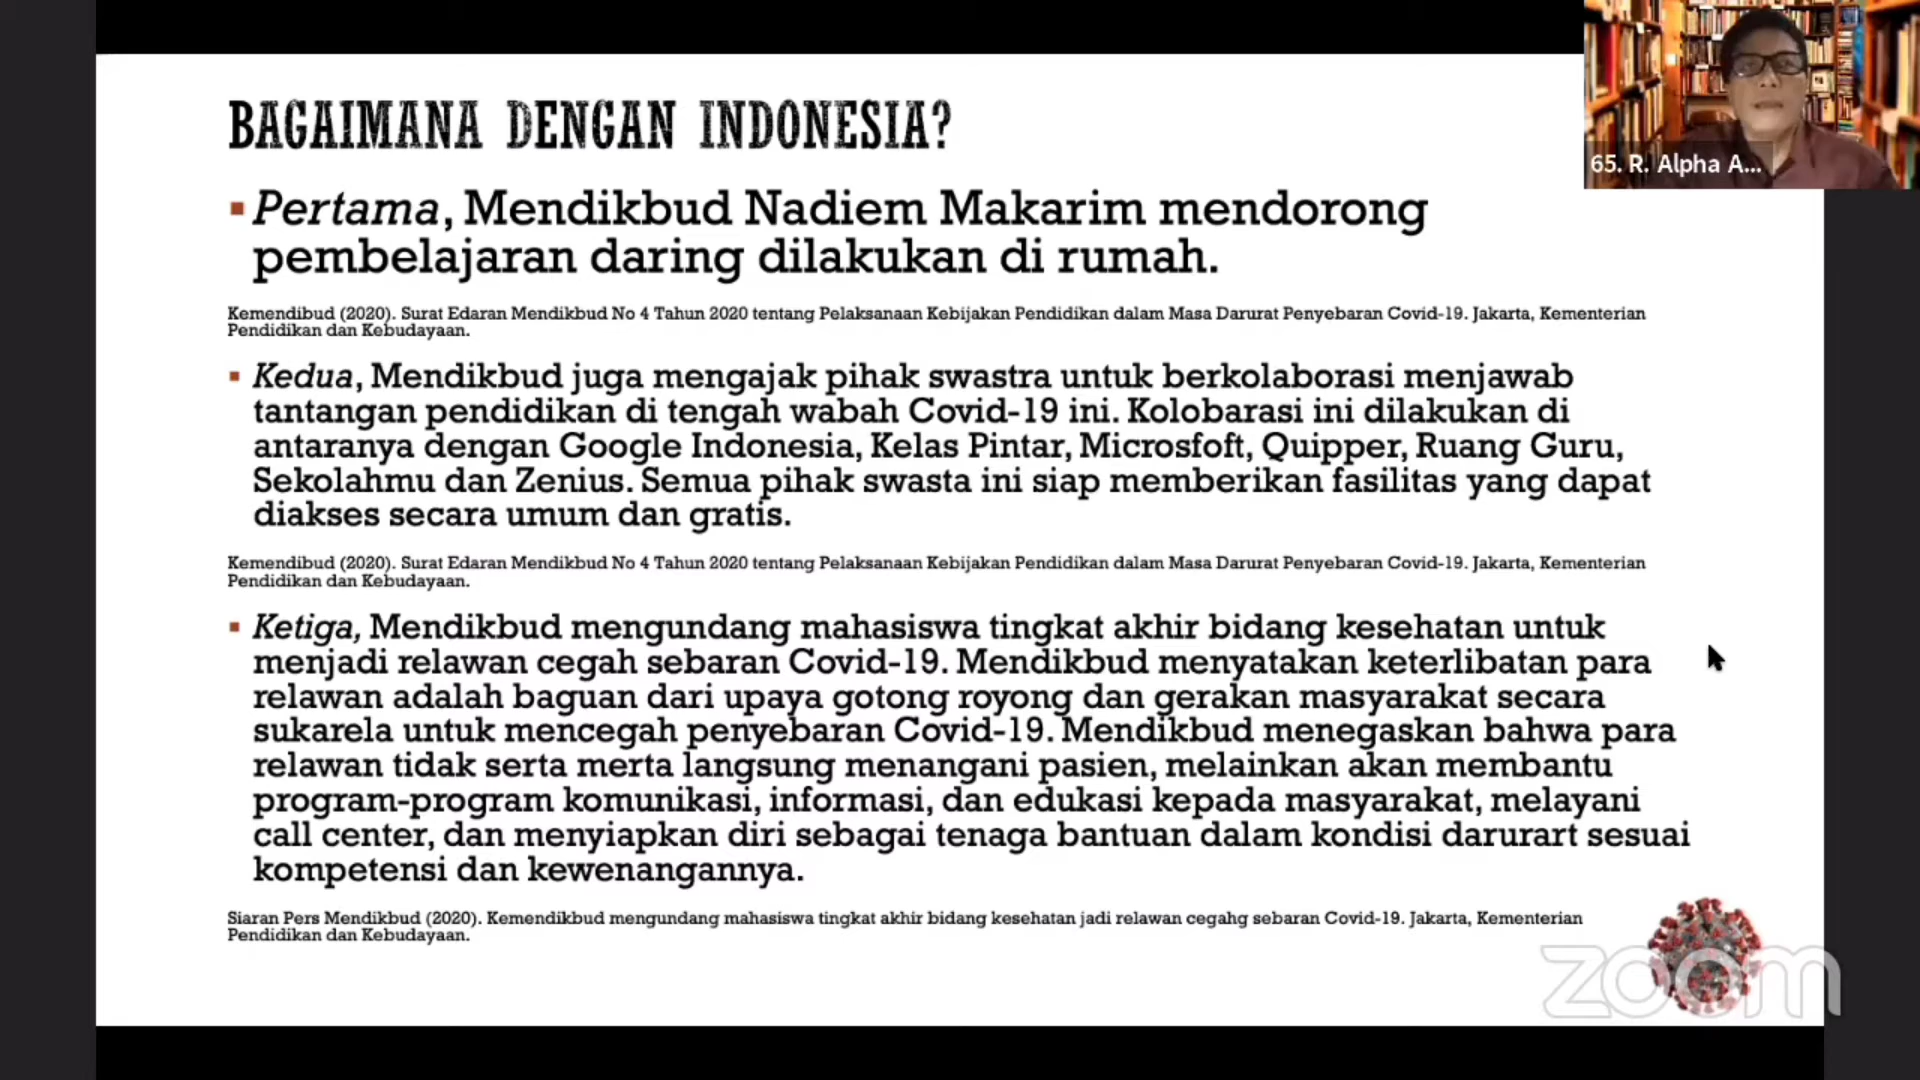 BAGAIMANA DENGAN INDONESIA?
65. R. Alpha A...
▪ Pertama, Mendikbud Nadiem Makarim mendorong
pembelajaran daring dilakukan di rumah.
Kemendibud (2020). Surat Edaran Mendikbud No 4 Tahun 2020 tentang Pelaksanaan Kebijakan Pendidikan dalam Masa Darurat Penyebaran Covid-19. Jakarta, Kementerian
Pendidikan dan Kebudayaan.
▪ Kedua, Mendikbud juga mengajak pihak swastra untuk berkolaborasi menjawab
tantangan pendidikan di tengah wabah Covid-19 ini. Kolobarasi ini dilakukan di
antaranya dengan Google Indonesia, Kelas Pintar, Microsfoft, Quipper, Ruang Guru,
Sekolahmu dan Zenius. Semua pihak swasta ini siap memberikan fasilitas yang dapat
diakses secara umum dan gratis.
Kemendibud (2020). Surat Edaran Mendikbud No 4 Tahun 2020 tentang Pelaksanaan Kebijakan Pendidikan dalam Masa Darurat Penyebaran Covid-19. Jakarta, Kementerian
Pendidikan dan Kebudayaan.
▪ Ketiga, Mendikbud mengundang mahasiswa tingkat akhir bidang kesehatan untuk
menjadi relawan cegah sebaran Covid-19. Mendikbud menyatakan keterlibatan para
relawan adalah baguan dari upaya gotong royong dan gerakan masyarakat secara
sukarela untuk mencegah penyebaran Covid-19. Mendikbud menegaskan bahwa para
relawan tidak serta merta langsung menangani pasien, melainkan akan membantu
program-program komunikasi, informasi, dan edukasi kepada masyarakat, melayani
call center, dan menyiapkan diri sebagai tenaga bantuan dalam kondisi darurart sesuai
kompetensi dan kewenangannya.
Siaran Pers Mendikbud (2020). Kemendikbud mengundang mahasiswa tingkat akhir bidang kesehatan jadi relawan cegahg sebaran Covid-19. Jakarta, Kementerian
Pendidikan dan Kebudayaan.
zoom